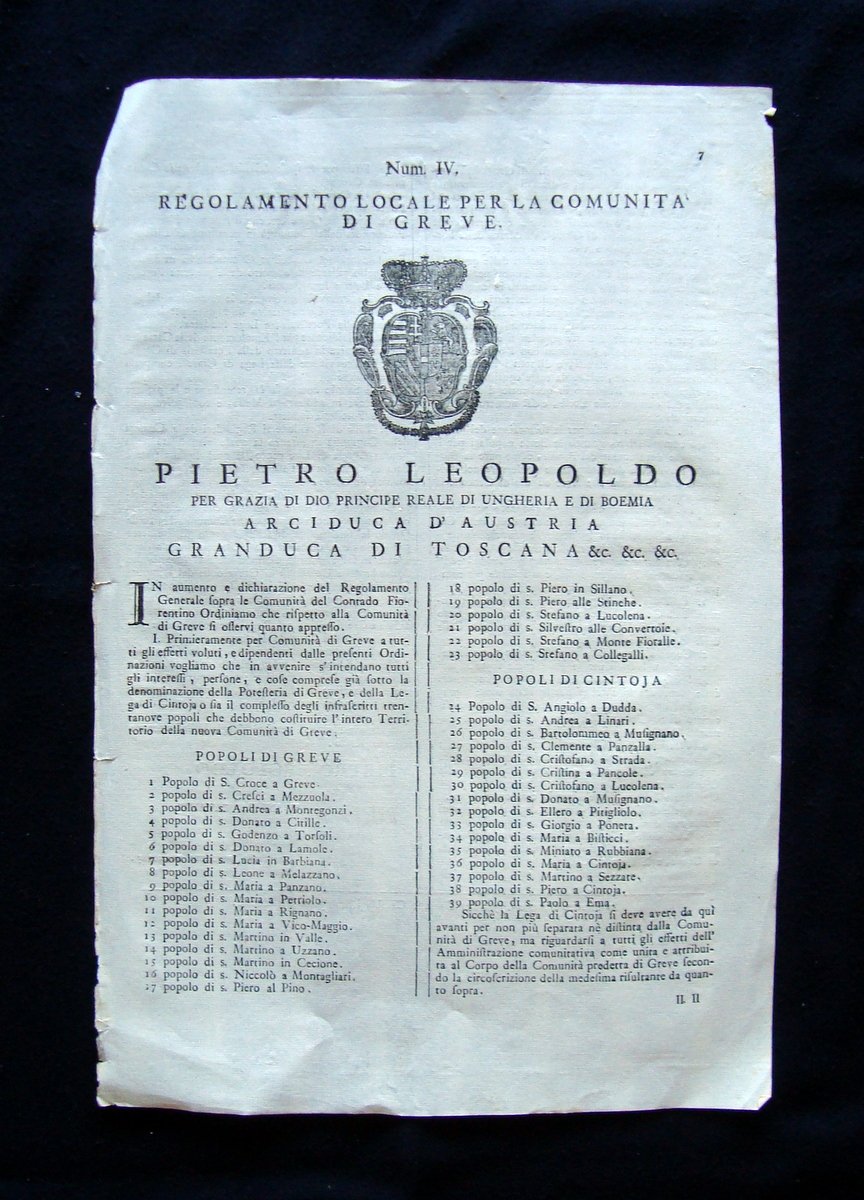 7
Num. IV.
REGOLAMENTO LOCALE PER LA COMUNITA'
DI GREVE.
PIETRO LEOPOLDO
PER GRAZIA DI DIO PRINCIPE REALE DI UNGHERIA E DI BOEMIA
ARCIDUCA D'AUSTRIA
GRANDUCA DI TOSCANA &c. &c. &c.
IN aumento e dichiarazione del Regolamento
Generale sopra le Comunità del Contado Fio-
rentino Ordiniamo che rispetto alla Comunità
di Greve si osservi quanto appresso.
I. Primieramente per Comunità di Greve a tut-
ti gli effetti voluti, e dipendenti dalle presenti Ordi-
nazioni vogliamo che in avvenire s'intendano tutti
gli interessi, persone, e cose comprese già sotto la
denominazione della Potesteria di Greve, e della Le-
ga di Cintoja o sia il complesso degli infrascritti tren-
tanove popoli che debbono costituire l'intero Terri-
torio della nuova Comunità di Greve.
POPOLI DI GREVE
1 Popolo di S. Croce a Greve.
2 popolo di s. Cresci a Mezzuola.
3 popolo di s. Andrea a Montegonzi.
4 popolo di s. Donato a Citille.
5 popolo di s. Godenzo a Torsoli.
6 popolo di s. Donato a Lamole.
7 popolo di s. Lucia in Barbiana.
8 popolo di s. Leone a Melazzano.
9 popolo di s. Maria a Panzano.
10 popolo di s. Maria a Petriolo.
11 popolo di s. Maria a Rignano.
12 popolo di s. Maria a Vico-Maggio.
13 popolo di s. Martino in Valle.
14 popolo di s. Martino a Uzzano.
15 popolo di s. Martino in Cecione.
16 popolo di s. Niccolò a Montagliari.
17 popolo di s. Piero al Pino.
18 popolo di s. Piero in Sillano.
19 popolo di s. Piero alle Stinche.
20 popolo di s. Stefano a Lucolena.
21 popolo di s. Silvestro alle Convertoie.
22 popolo di s. Stefano a Monte Fioralle.
23 popolo di s. Stefano a Collegalli.
POPOLI DI CINTOJA
24 Popolo di S. Angiolo a Dudda.
25 popolo di s. Andrea a Linari.
26 popolo di s. Bartolommeo a Musignano.
27 popolo di s. Clemente a Panzalla.
28 popolo di s. Cristofano a Strada.
29 popolo di s. Cristina a Pancole.
30 popolo di s. Cristofano a Lucolena.
31 popolo di s. Donato a Musignano.
32 popolo di s. Ellero a Pitigliolo.
33 popolo di s. Giorgio a Poneta.
34 popolo di s. Maria a Bisticci.
35 popolo di s. Miniato a Rubbiana.
36 popolo di s. Maria a Cintoja.
37 popolo di s. Martino a Sezzate.
38 popolo di s. Piero a Cintoja.
39 popolo di s. Paolo a Ema.
Sicchè la Lega di Cintoja si deve avere da quì
avanti per non più separata nè distinta dalla Comu-
nità di Greve, ma riguardarsi a tutti gli effetti dell'
Amministrazione comunitativa come unita e attribui-
ta al Corpo della Comunità predetta di Greve secon-
do la circoscrizione della medesima risultante da quan-
to sopra.
II. II